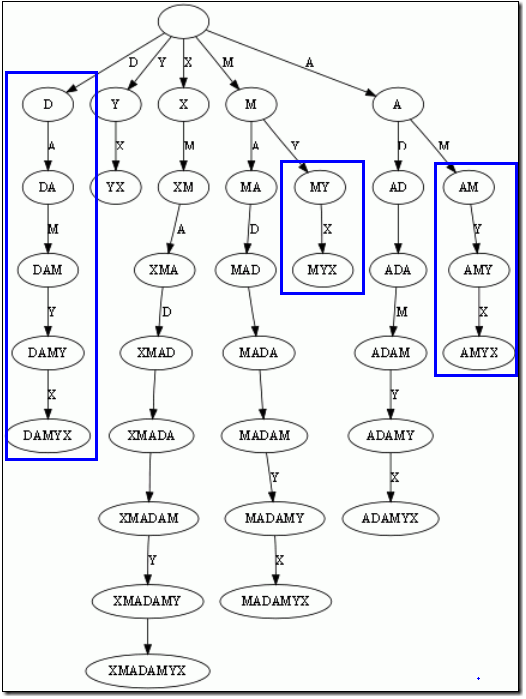 D Y X M A
D Y X M A
A X M A Y D M
DA YX XM MA MY AD AM
M A D X Y
DAM XMA MAD MYX ADA AMY
Y D M X
DAMY XMAD MADA ADAM AMYX
X Y
DAMYX XMADA MADAM ADAMY
Y X
XMADAM MADAMY ADAMYX
Y X
XMADAMY MADAMYX
XMADAMYX